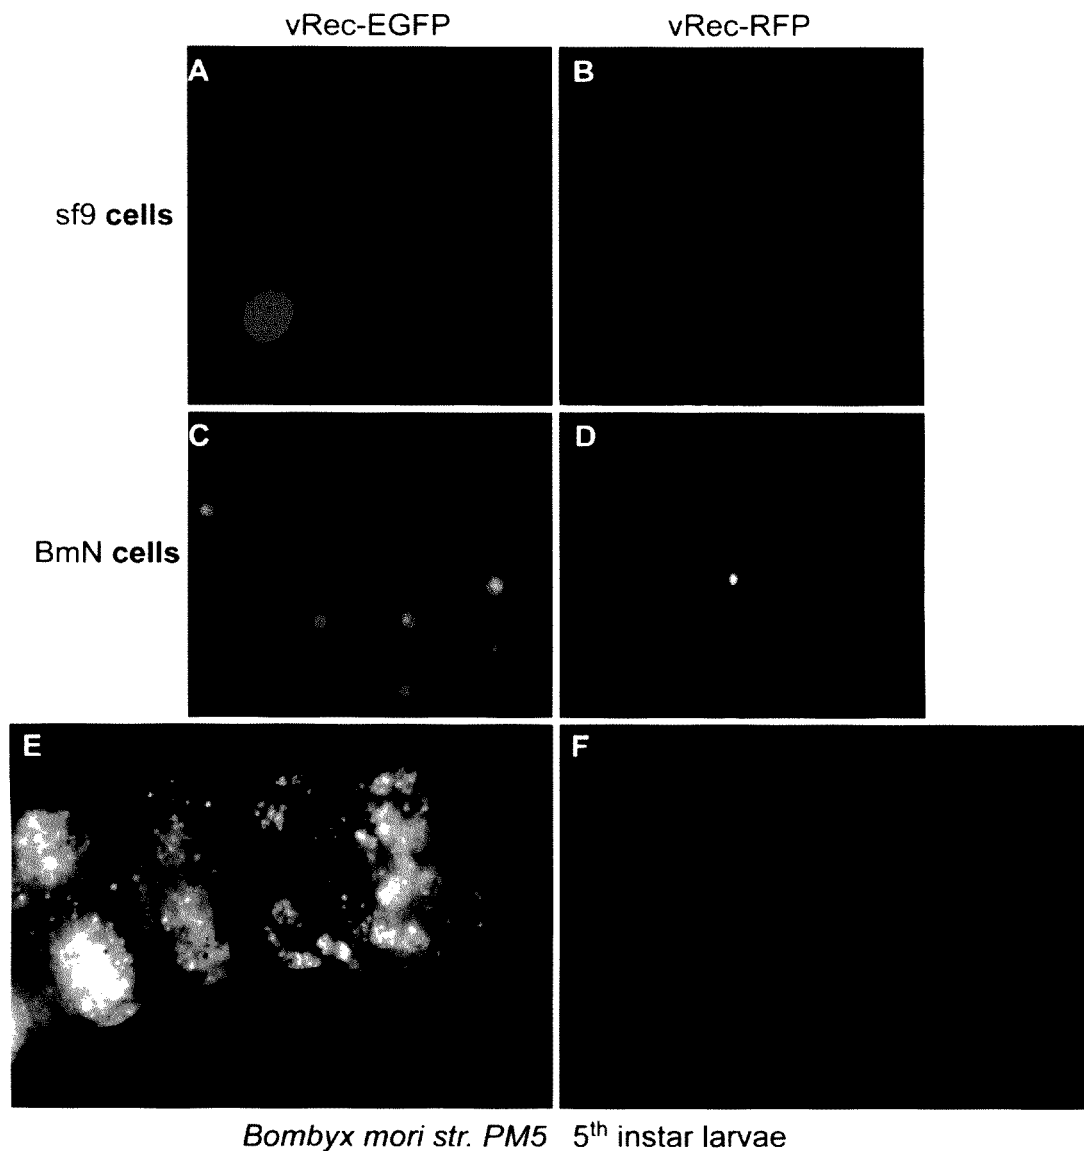 vRec-EGFP vRec-RFP
A B
sf9 cells
C D
BmN cells
E F
Bombyx mori str. PM5 5th instar larvae